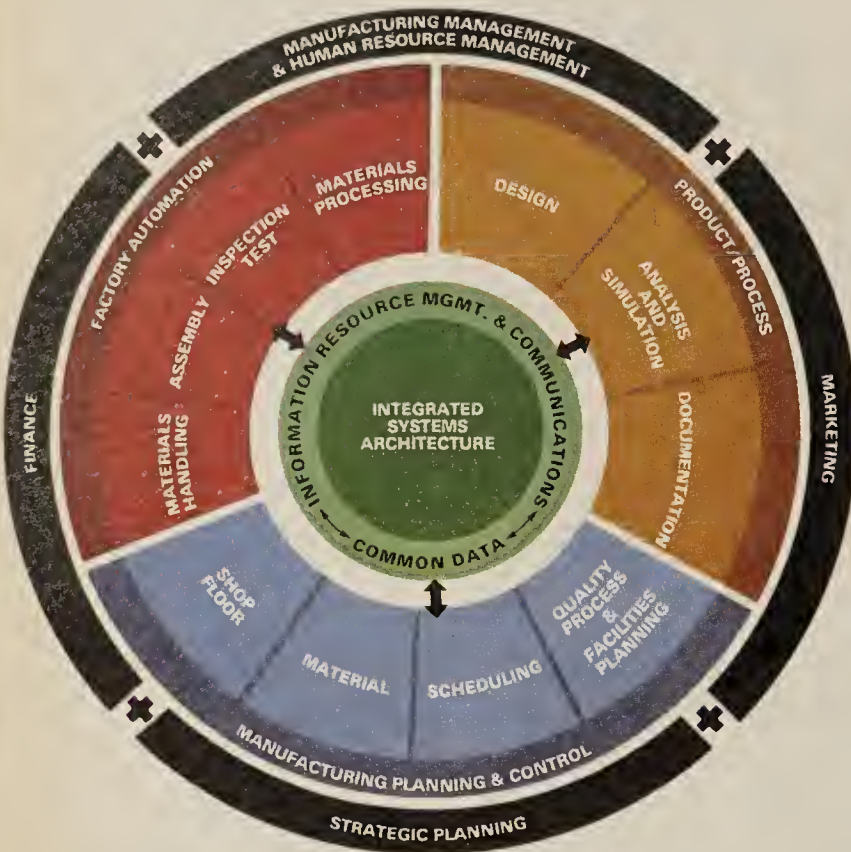 MANUFACTURING MANAGEMENT
& HUMAN RESOURCE MANAGEMENT
FACTORY AUTOMATION
MATERIALS
PROCESSING
INSPECTION
TEST
ASSEMBLY
MATERIALS
HANDLING
DESIGN
PRODUCT/PROCESS
ANALYSIS
AND
SIMULATION
DOCUMENTATION
INFORMATION RESOURCE MGMT. & COMMUNICATIONS
COMMON DATA
INTEGRATED
SYSTEMS
ARCHITECTURE
FINANCE
MARKETING
SHOP
FLOOR
MATERIAL
SCHEDULING
QUALITY
PROCESS
&
FACILITIES
PLANNING
MANUFACTURING PLANNING & CONTROL
STRATEGIC PLANNING